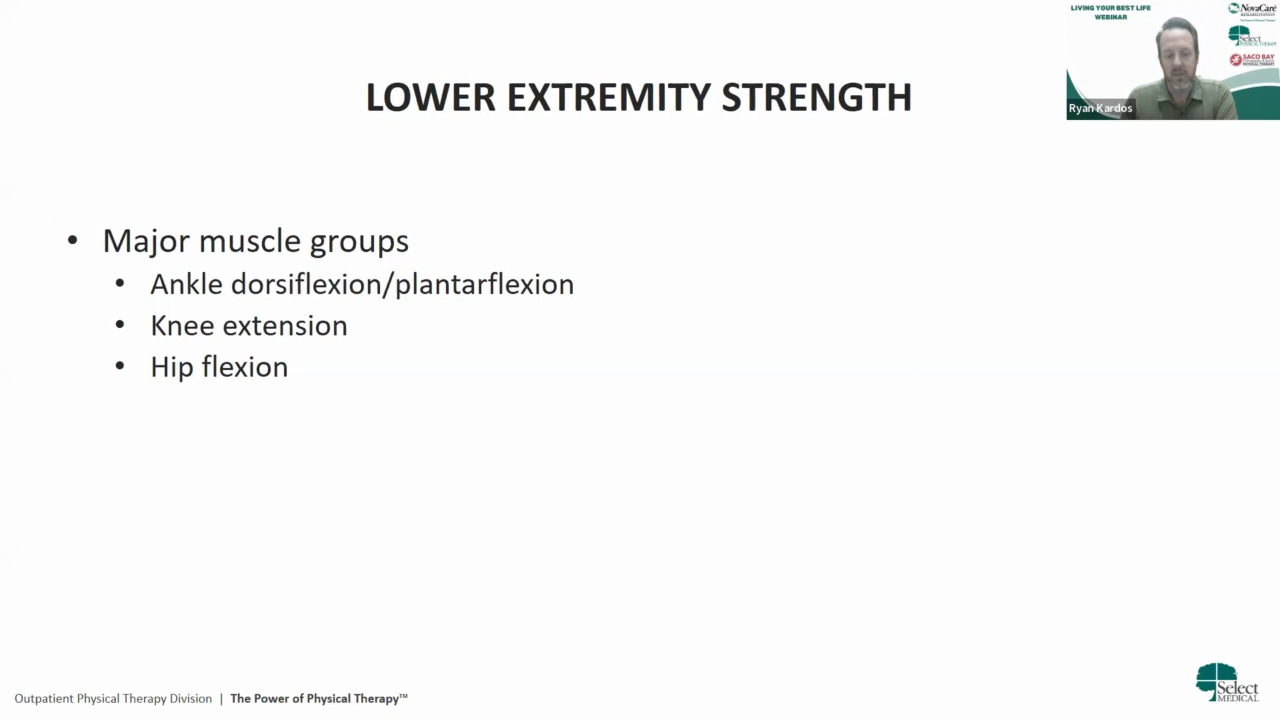 LIVING YOUR BEST LIFE
WEBINAR
NovaCare
REHABILITATION
Select
PHYSICAL THERAPY
SACO BAY
PHYSICAL THERAPY
Ryan Kardos
LOWER EXTREMITY STRENGTH
• Major muscle groups
• Ankle dorsiflexion/plantarflexion
• Knee extension
• Hip flexion
Outpatient Physical Therapy Division | The Power of Physical Therapy™
Select
MEDICAL